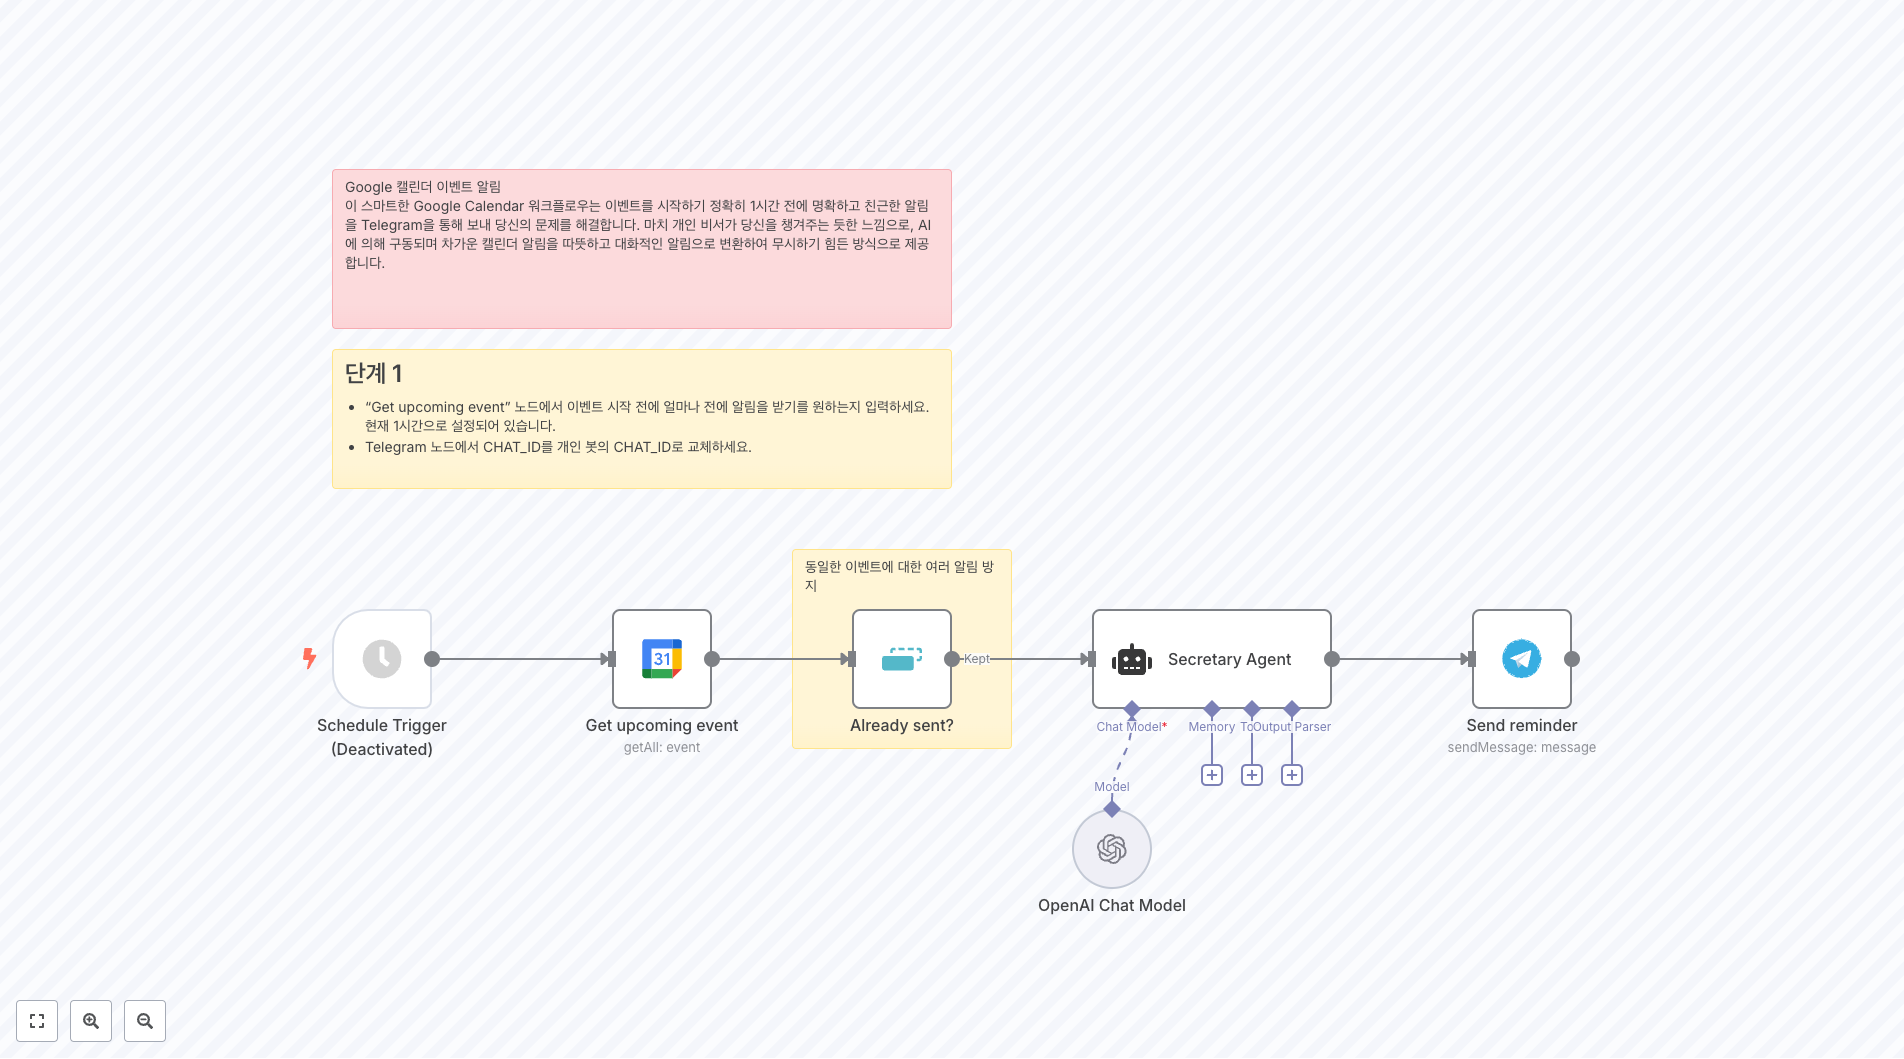 Google 캘린더 이벤트 알림
이 스마트한 Google Calendar 워크플로우는 이벤트를 시작하기 정확히 1시간 전에 명확하고 친근한 알림
을 Telegram을 통해 보내 당신의 문제를 해결합니다. 마치 개인 비서가 당신을 챙겨주는 듯한 느낌으로, AI
에 의해 구동되며 차가운 캘린더 알림을 따뜻하고 대화적인 알림으로 변환하여 무시하기 힘든 방식으로 제공
합니다.
단계 1
• “Get upcoming event” 노드에서 이벤트 시작 전에 얼마나 전에 알림을 받기를 원하는지 입력하세요.
현재 1시간으로 설정되어 있습니다.
• Telegram 노드에서 CHAT_ID를 개인 봇의 CHAT_ID로 교체하세요.
동일한 이벤트에 대한 여러 알림 방
지
31
Kept
Secretary Agent
Schedule Trigger
(Deactivated)
Get upcoming event
getAll: event
Already sent?
Chat Model*
Memory
To
Output Parser
Send reminder
sendMessage: message
Model
OpenAI Chat Model